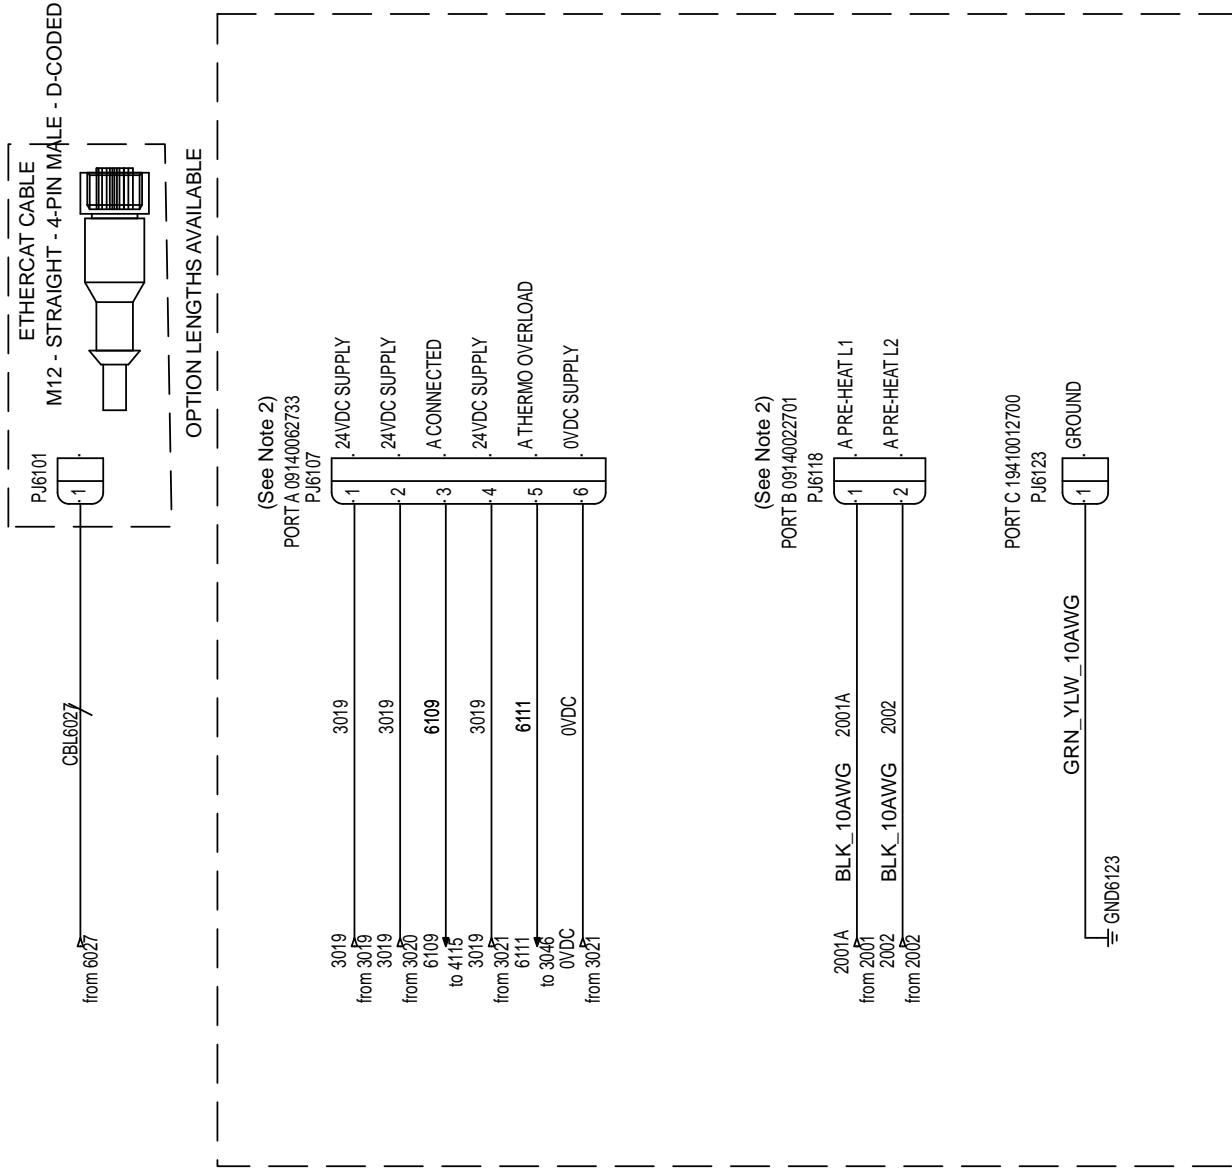 ETHERCAT CABLE
M12 - STRAIGHT - 4-PIN MALE - D-CODED
OPTION LENGTHS AVAILABLE
PJ6101
1
CBL6027
from 6027
(See Note 2)
PORT A 09140062733
PJ6107
3019
from 3019
3019
1
24VDC SUPPLY
3019
from 3020
3019
2
24VDC SUPPLY
6109
to 4115
6109
3
A CONNECTED
3019
from 3021
3019
4
24VDC SUPPLY
6111
to 3046
6111
5
A THERMO OVERLOAD
0VDC
from 3021
0VDC
6
0VDC SUPPLY
(See Note 2)
PORT B 09140022701
PJ6118
2001A
from 2001
BLK_10AWG 2001A
1
A PRE-HEAT L1
2002
from 2002
BLK_10AWG 2002
2
A PRE-HEAT L2
PORT C 19410012700
PJ6123
GND6123
GRN_YLW_10AWG
1
GROUND